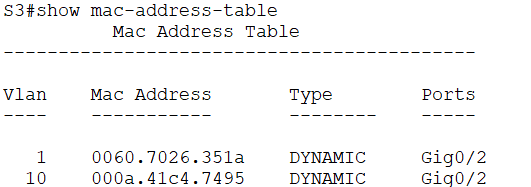 S3#show mac-address-table
Mac Address Table
-------------------------------------------
Vlan Mac Address Type Ports
---- ----------- -------- -----
1 0060.7026.351a DYNAMIC Gig0/2
10 000a.41c4.7495 DYNAMIC Gig0/2